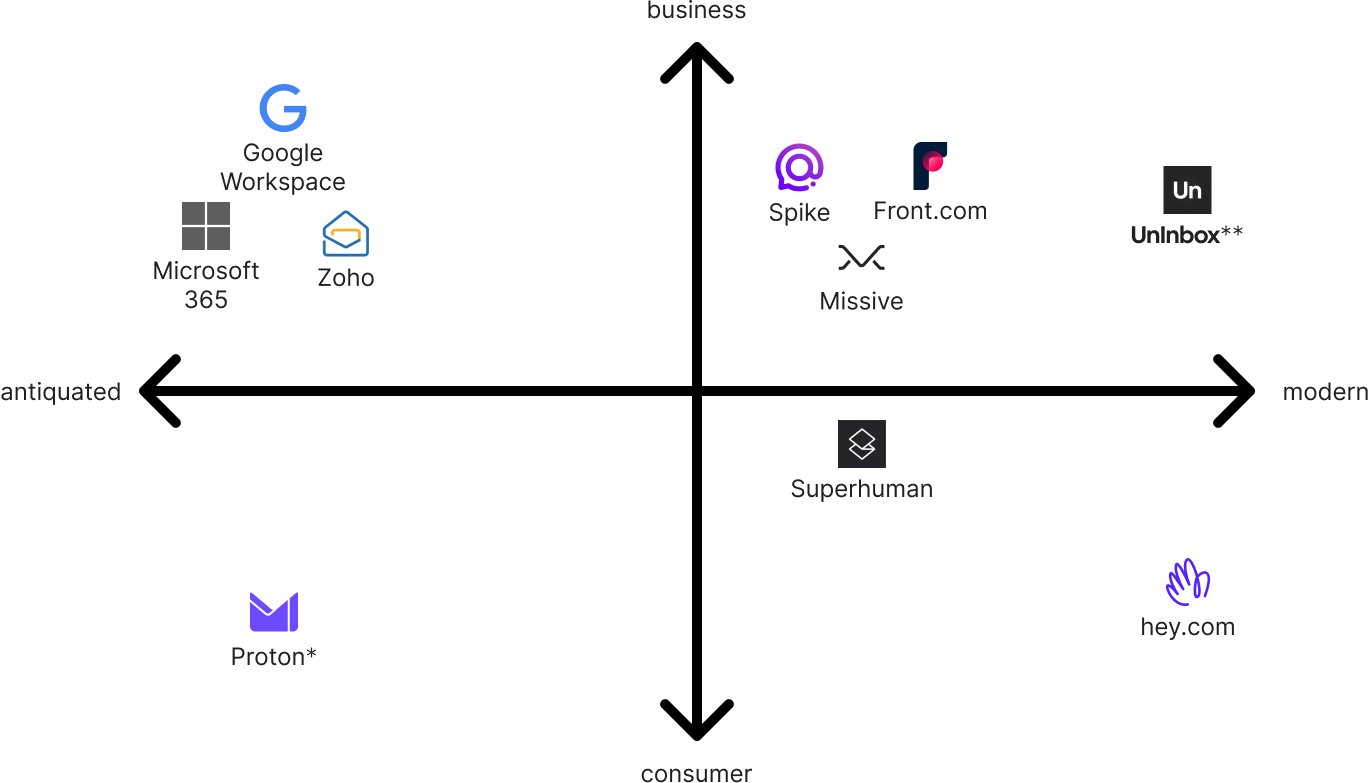 business
Google
Workspace
Microsoft
365
Zoho
Spike
Front.com
Missive
Un
UnInbox**
antiquated
modern
Superhuman
Proton*
hey.com
consumer